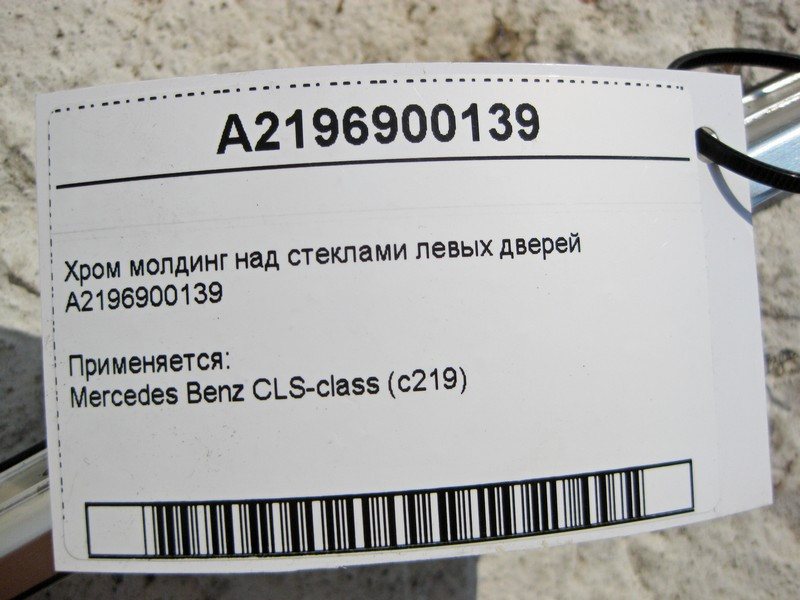 A2196900139
Хром молдинг над стеклами левых дверей
A2196900139
Применяется:
Mercedes Benz CLS-class (c219)